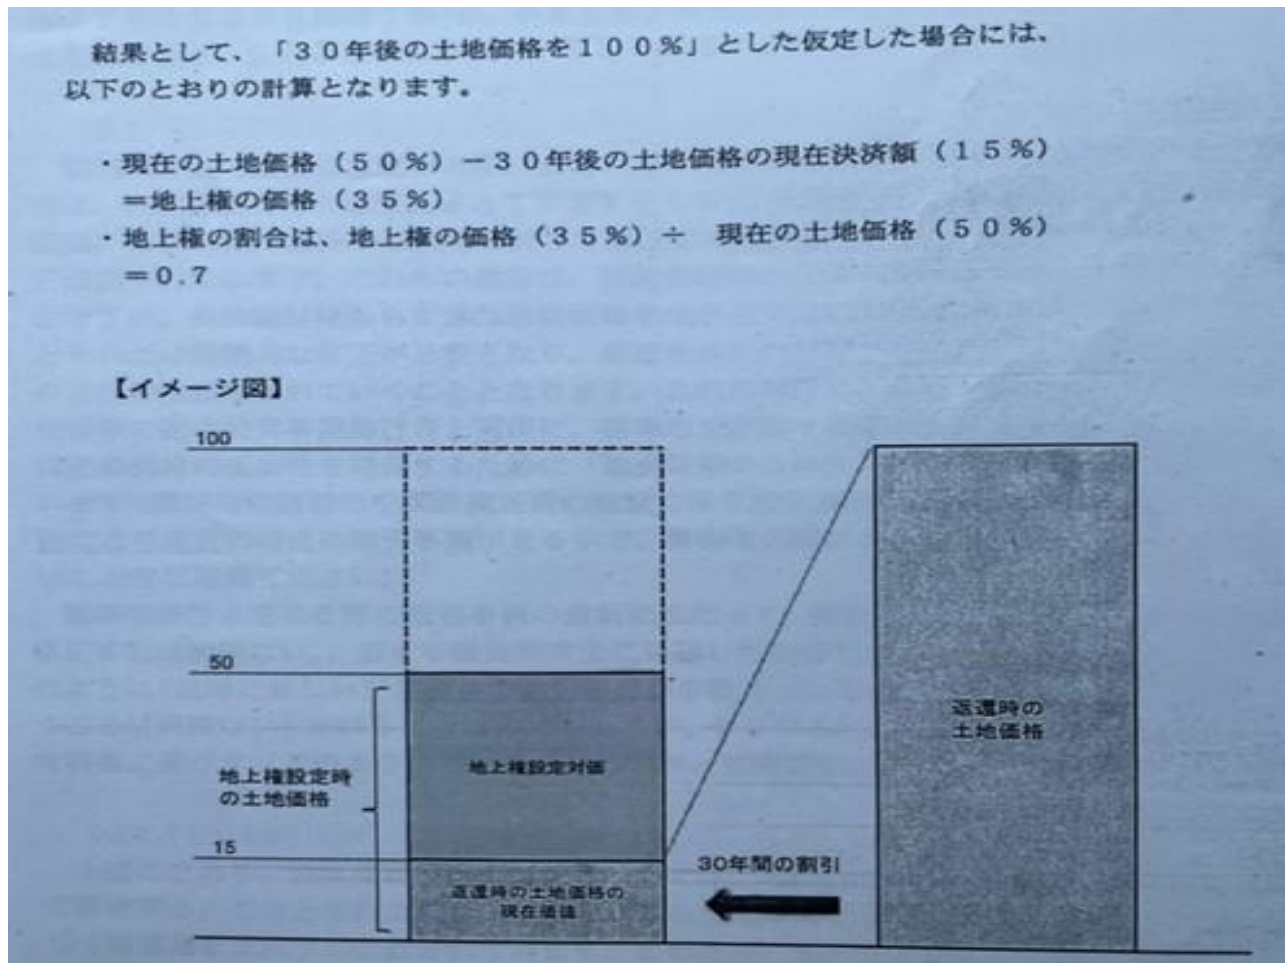 結果として、「３０年後の土地価格を１００％」とした仮定した場合には、
以下のとおりの計算となります。
・現在の土地価格（５０％）－３０年後の土地価格の現在決済額（１５％）
＝地上権の価格（３５％）
・地上権の割合は、地上権の価格（３５％）÷　現在の土地価格（５０％）
＝０.７
【イメージ図】
100
50
返還時の
土地価格
地上権設定対価
地上権設定時
の土地価格
15
30年間の割引
返還時の土地価格の
現在価値